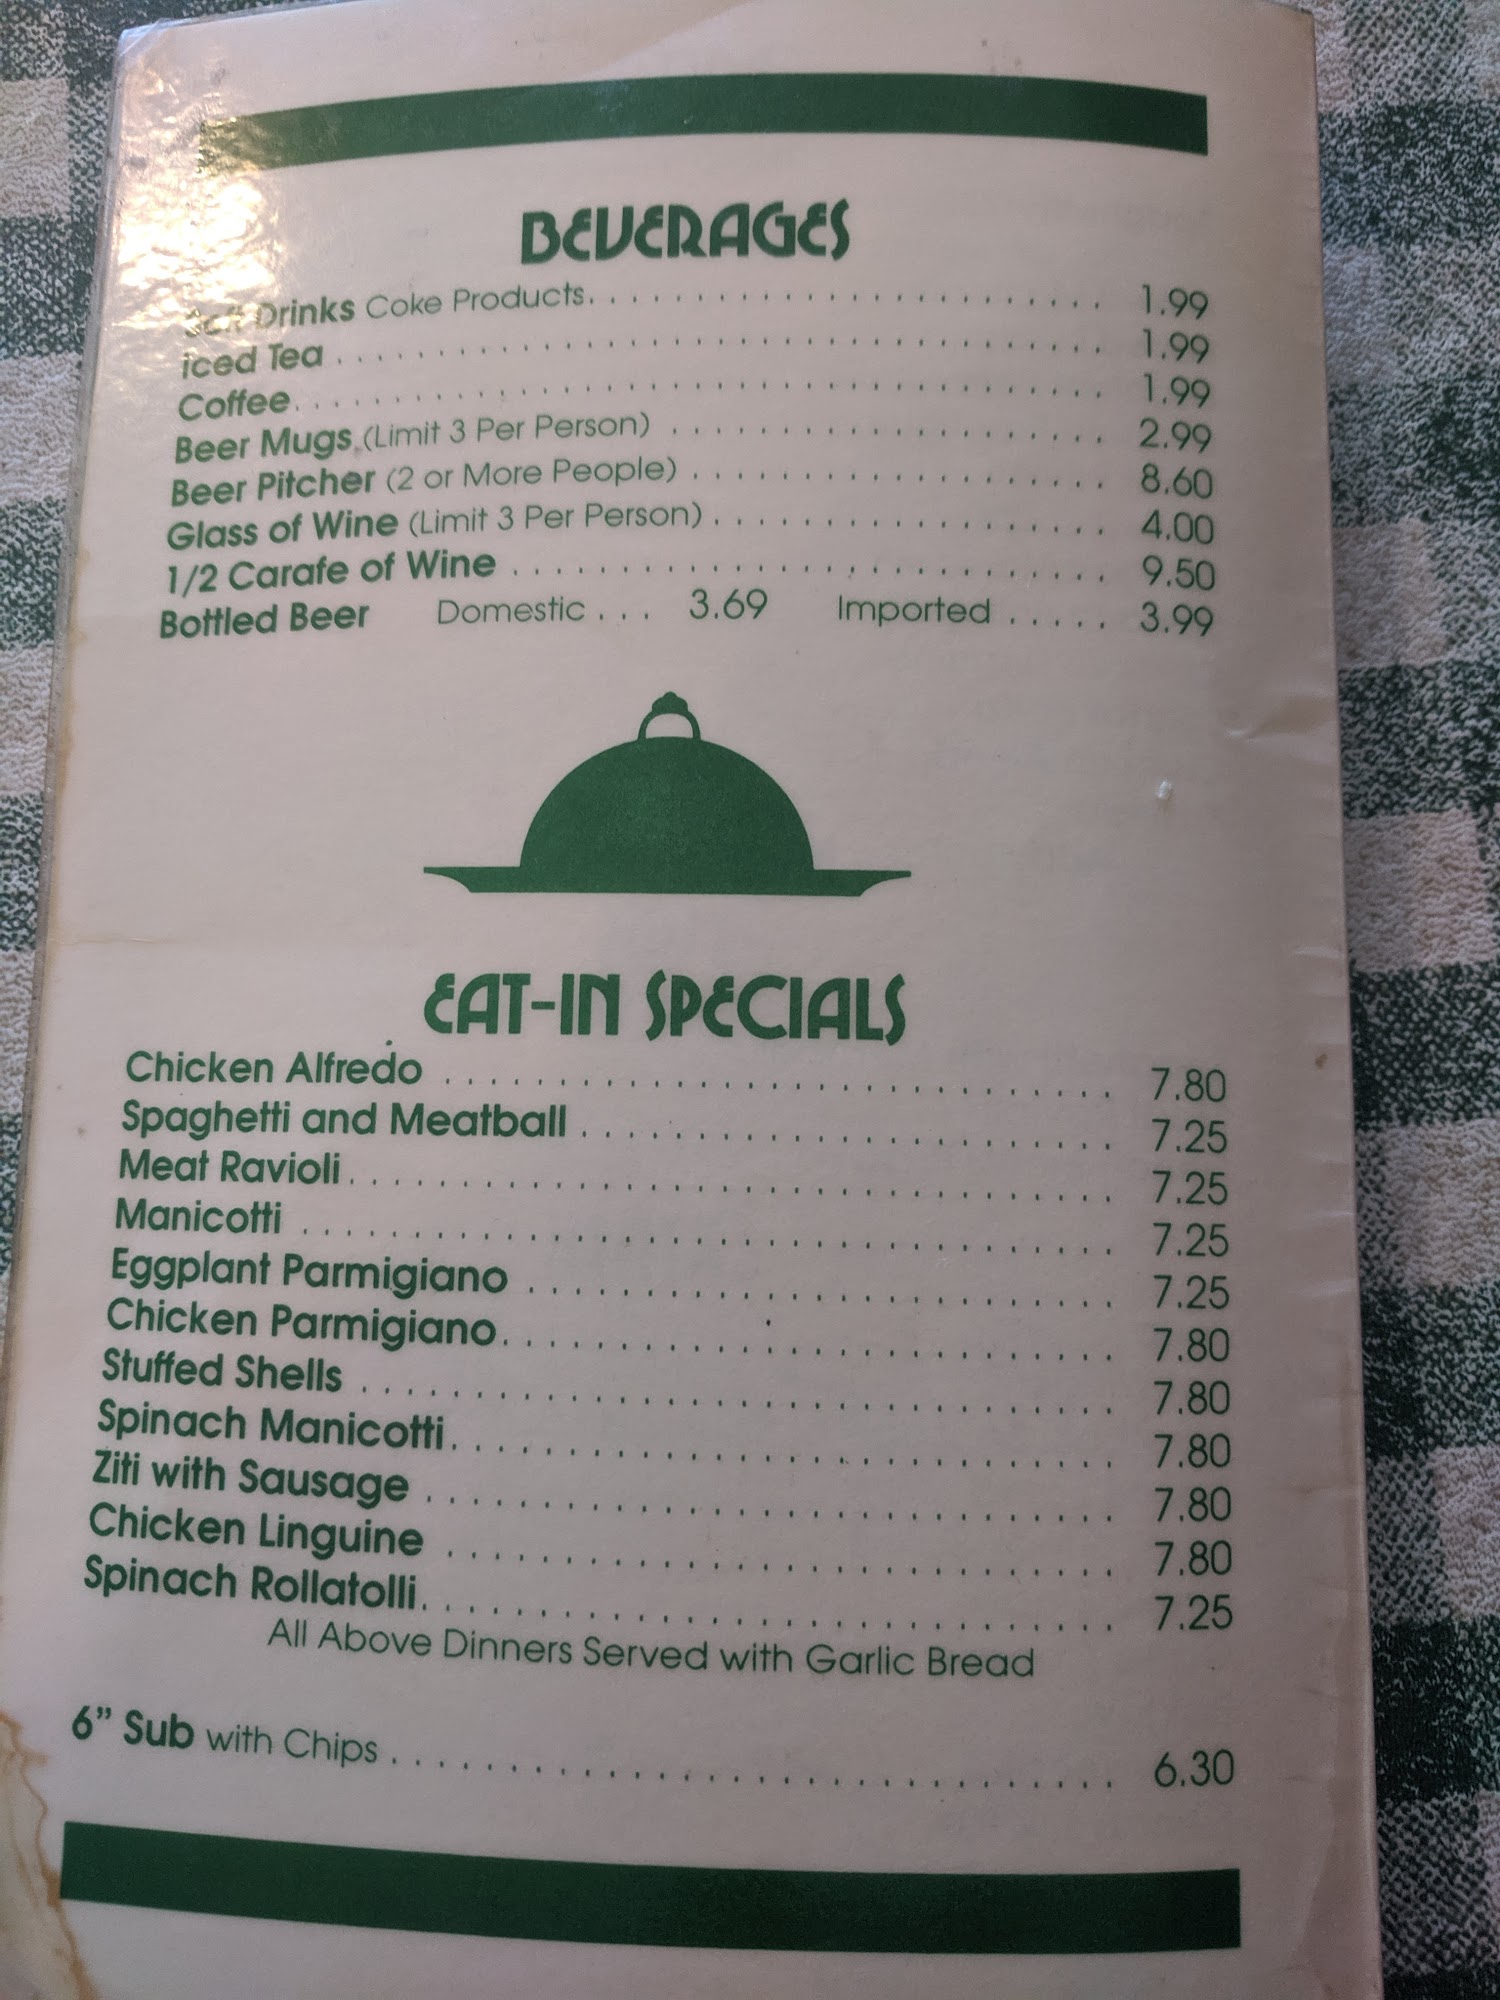 BEVERAGES
Soft Drinks Coke Products. . . . . . . . . . . . . . . . . . . . . . . 1.99
Iced Tea . . . . . . . . . . . . . . . . . . . . . . . . . . . . . . . . . 1.99
Coffee. . . . . . . . . . . . . . . . . . . . . . . . . . . . . . . . . . 1.99
Beer Mugs (Limit 3 Per Person) . . . . . . . . . . . . . . . . . . . 2.99
Beer Pitcher (2 or More People) . . . . . . . . . . . . . . . . . . 8.60
Glass of Wine (Limit 3 Per Person) . . . . . . . . . . . . . . . . . 4.00
1/2 Carafe of Wine . . . . . . . . . . . . . . . . . . . . . . . . . . 9.50
Bottled Beer Domestic . . . 3.69 Imported . . . . . 3.99
EAT-IN SPECIALS
Chicken Alfredo . . . . . . . . . . . . . . . . . . . . . . . . . . . . . 7.80
Spaghetti and Meatball . . . . . . . . . . . . . . . . . . . . . . . 7.25
Meat Ravioli. . . . . . . . . . . . . . . . . . . . . . . . . . . . . . . . . 7.25
Manicotti . . . . . . . . . . . . . . . . . . . . . . . . . . . . . . . . . . . 7.25
Eggplant Parmigiano . . . . . . . . . . . . . . . . . . . . . . . . . 7.25
Chicken Parmigiano. . . . . . . . . . . . . . . . . . . . . . . . . . 7.80
Stuffed Shells . . . . . . . . . . . . . . . . . . . . . . . . . . . . . . . . 7.80
Spinach Manicotti. . . . . . . . . . . . . . . . . . . . . . . . . . . . 7.80
Ziti with Sausage . . . . . . . . . . . . . . . . . . . . . . . . . . . . . 7.80
Chicken Linguine . . . . . . . . . . . . . . . . . . . . . . . . . . . . 7.80
Spinach Rollatolli. . . . . . . . . . . . . . . . . . . . . . . . . . . . . 7.25
All Above Dinners Served with Garlic Bread
6” Sub with Chips . . . . . . . . . . . . . . . . . . . . . . . . . . . . . . 6.30